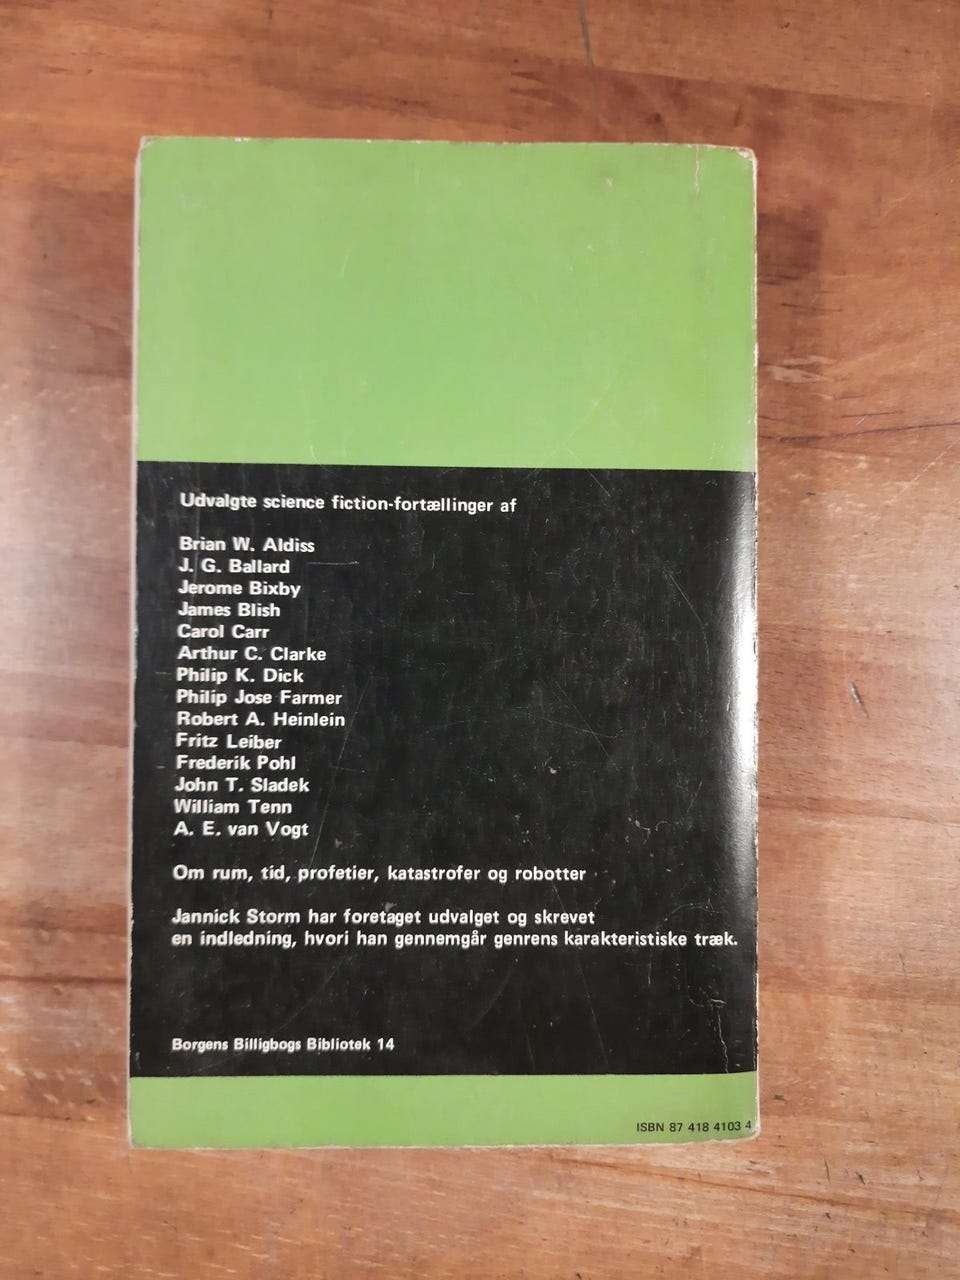 Udvalgte science fiction-fortællinger af
Brian W. Aldiss
J. G. Ballard
Jerome Bixby
James Blish
Carol Carr
Arthur C. Clarke
Philip K. Dick
Philip Jose Farmer
Robert A. Heinlein
Fritz Leiber
Frederik Pohl
John T. Sladek
William Tenn
A. E. van Vogt
Om rum, tid, profetier, katastrofer og robotter
Jannick Storm har foretaget udvalget og skrevet
en indledning, hvori han gennemgår genrens karakteristiske træk.
Borgens Billigbogs Bibliotek 14
ISBN 87 418 4103 4